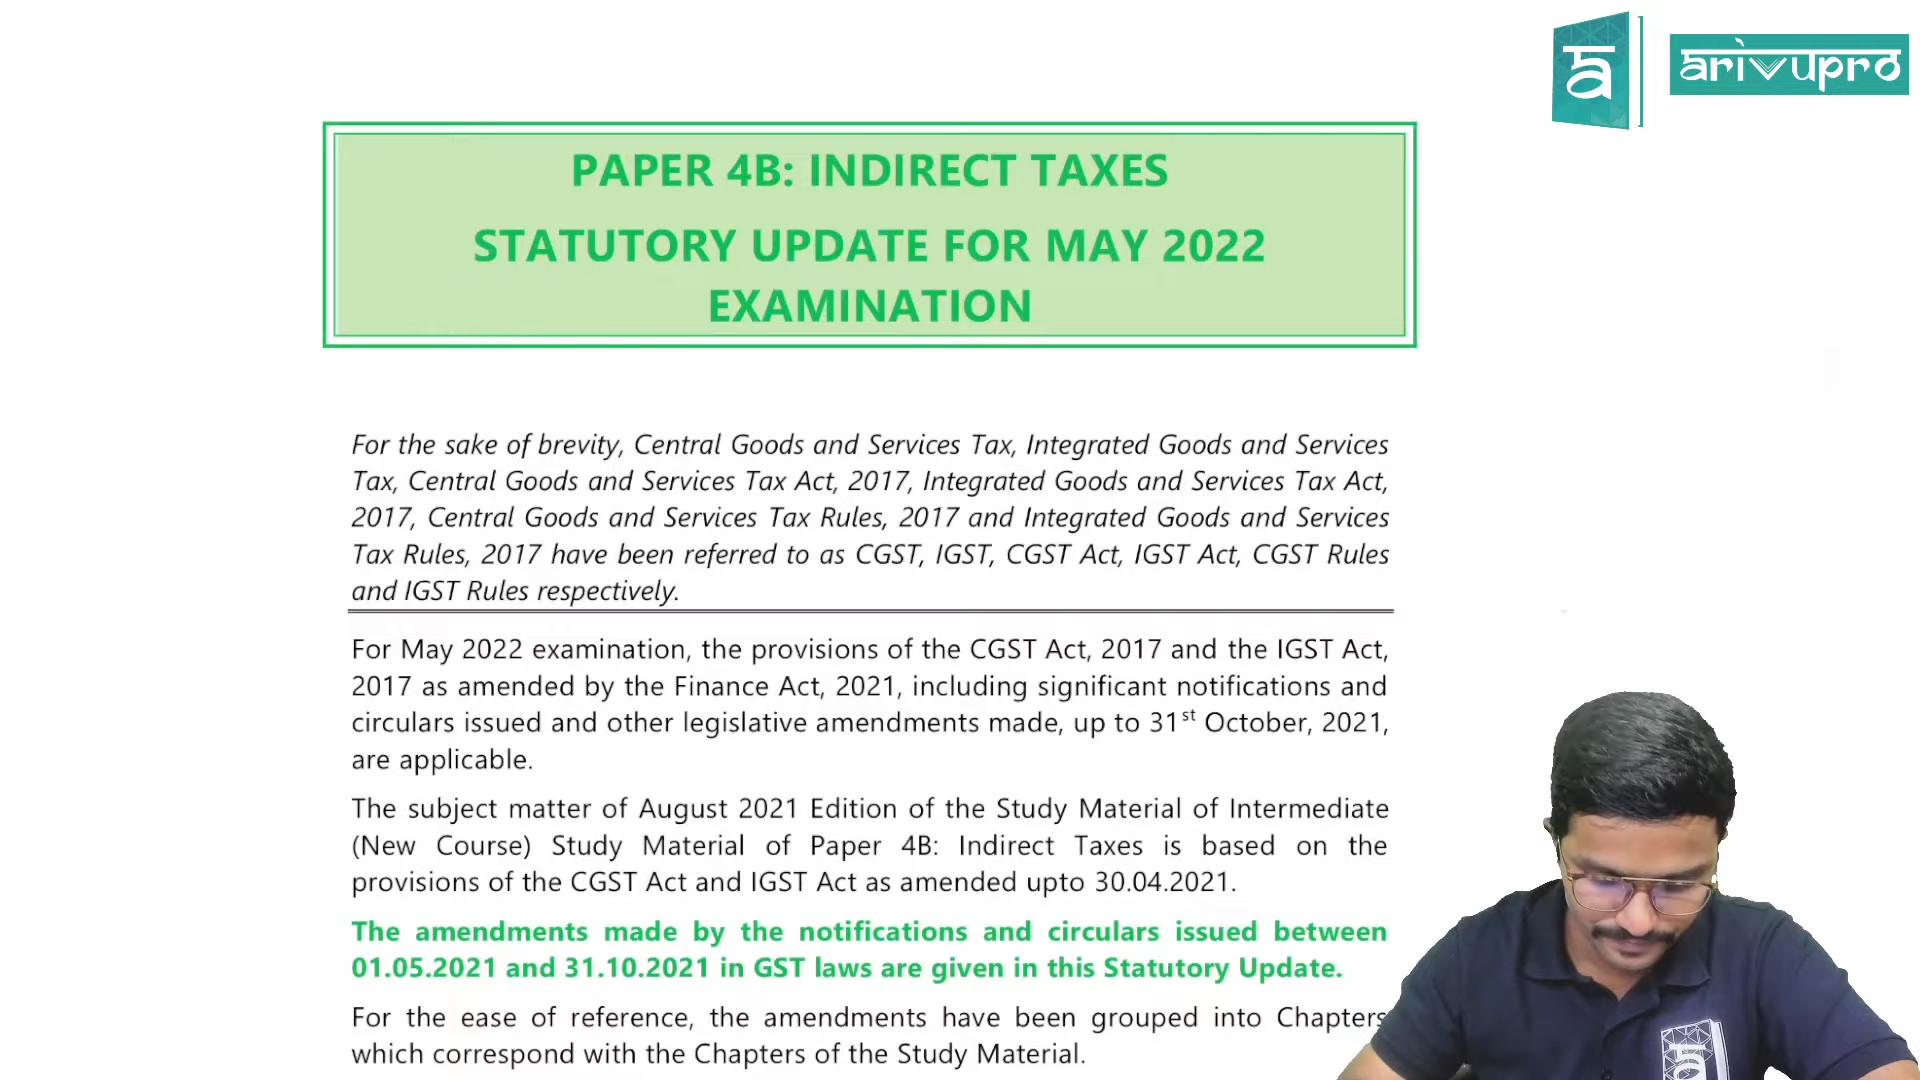 arivupro
PAPER 4B: INDIRECT TAXES
STATUTORY UPDATE FOR MAY 2022
EXAMINATION
For the sake of brevity, Central Goods and Services Tax, Integrated Goods and Services
Tax, Central Goods and Services Tax Act, 2017, Integrated Goods and Services Tax Act,
2017, Central Goods and Services Tax Rules, 2017 and Integrated Goods and Services
Tax Rules, 2017 have been referred to as CGST, IGST, CGST Act, IGST Act, CGST Rules
and IGST Rules respectively.
For May 2022 examination, the provisions of the CGST Act, 2017 and the IGST Act,
2017 as amended by the Finance Act, 2021, including significant notifications and
circulars issued and other legislative amendments made, up to 31st October, 2021,
are applicable.
The subject matter of August 2021 Edition of the Study Material of Intermediate
(New Course) Study Material of Paper 4B: Indirect Taxes is based on the
provisions of the CGST Act and IGST Act as amended upto 30.04.2021.
The amendments made by the notifications and circulars issued between
01.05.2021 and 31.10.2021 in GST laws are given in this Statutory Update.
For the ease of reference, the amendments have been grouped into Chapters
which correspond with the Chapters of the Study Material.